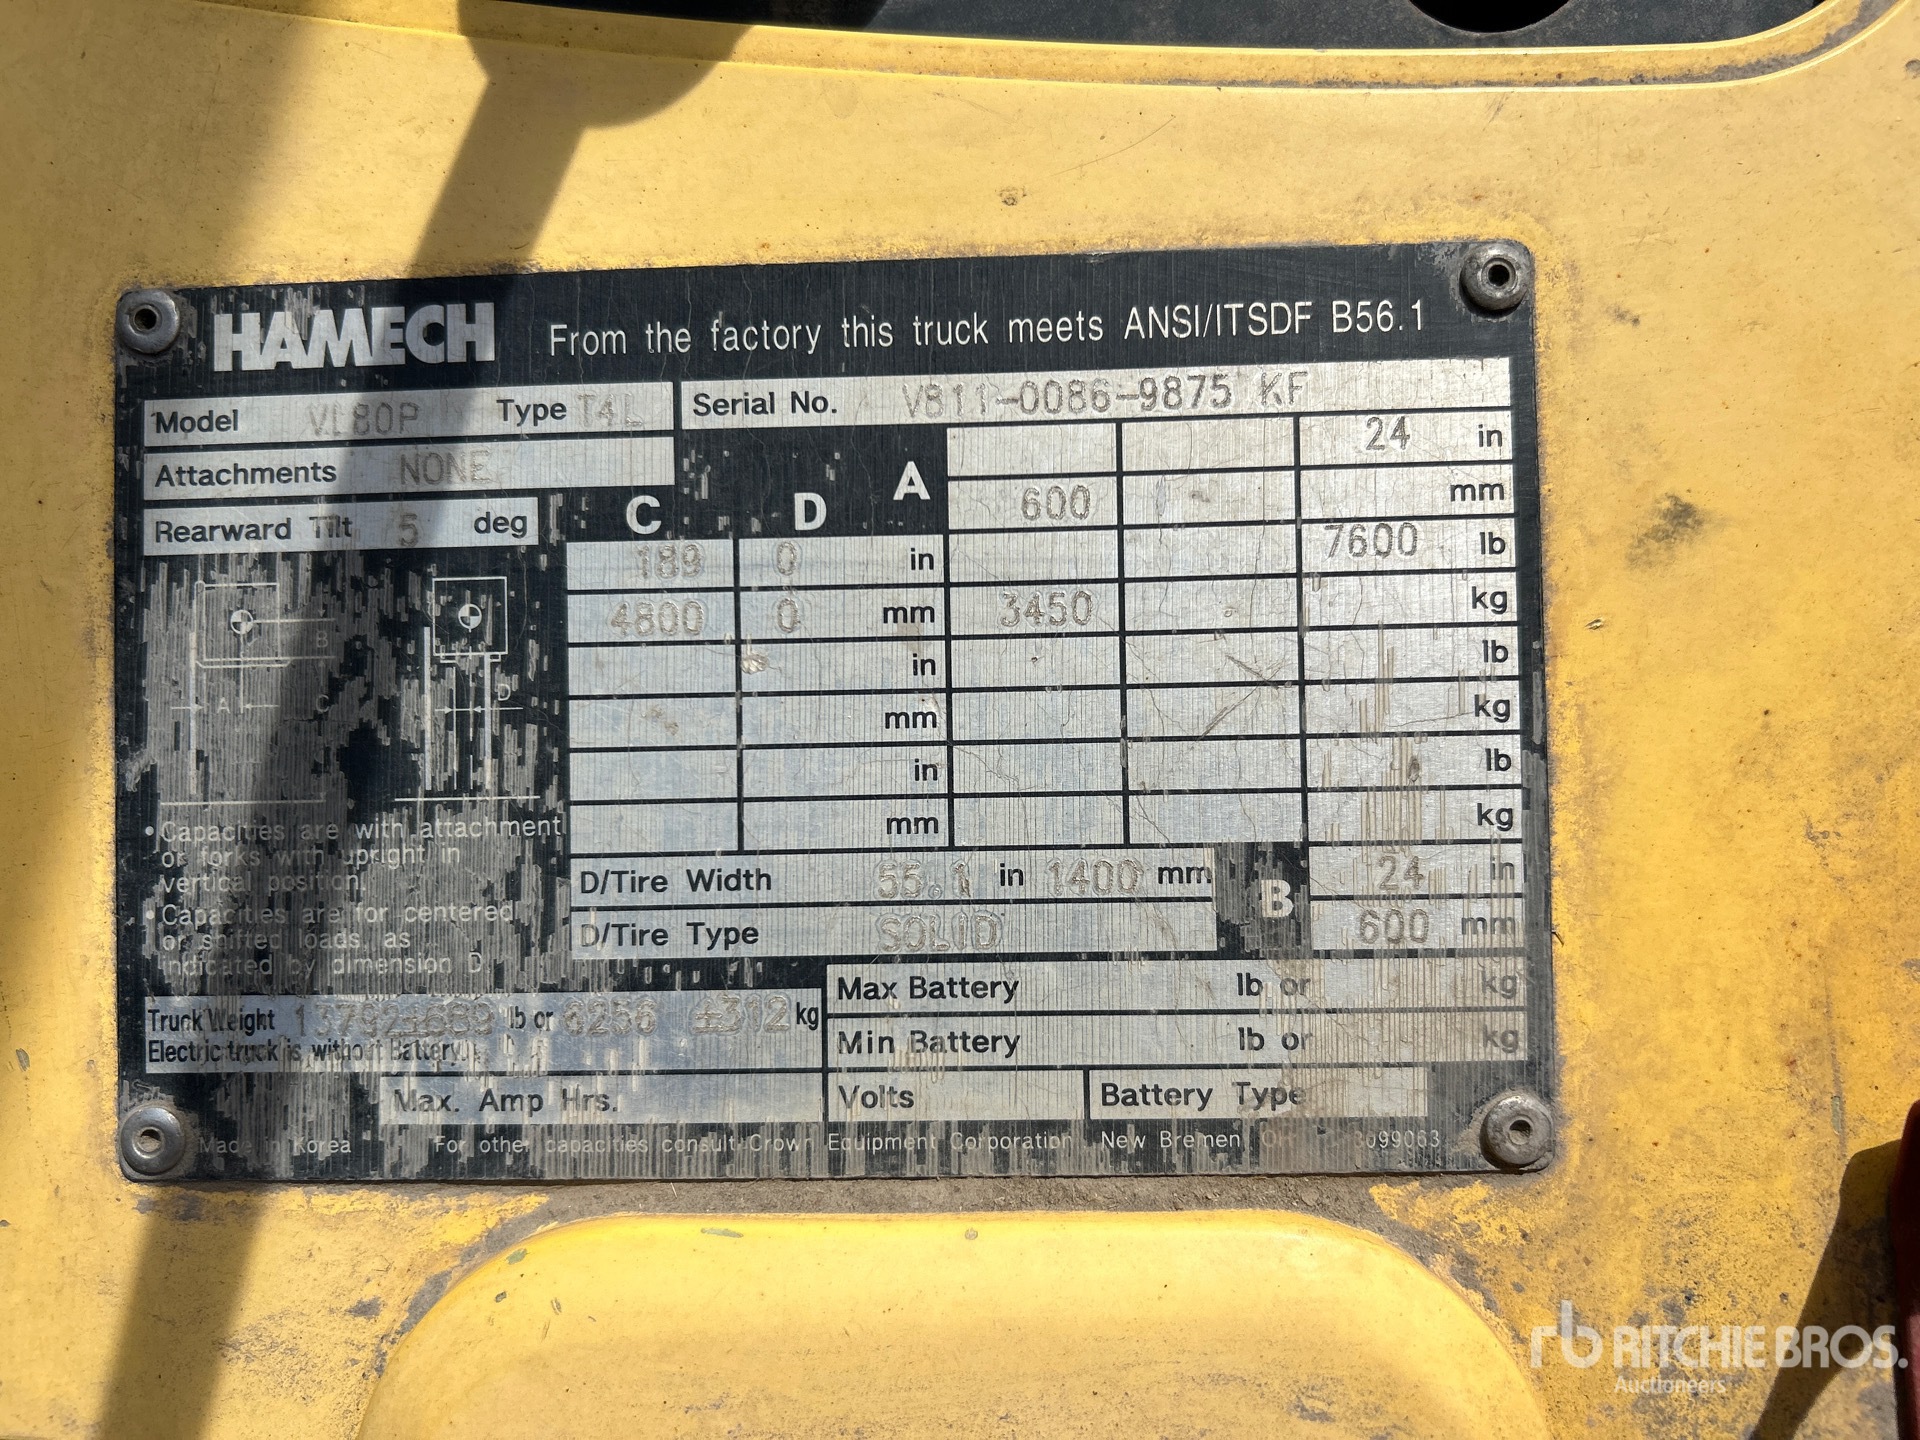 HAMECH From the factory this truck meets ANSI/ITSDF B56.1
Model VL80P Type T4L Serial No. V811-0086-9875 KF
Attachments NONE
Rearward Tilt 5 deg
C D A 24 in
600 mm
189 0 in 7600 lb
4800 0 mm 3450 kg
in lb
mm kg
in lb
mm kg
B
A C D
• Capacities are with attachment
or forks with upright in
vertical position.
• Capacities are for centered
or shifted loads, as
indicated by dimension D.
D/Tire Width 55.1 in 1400 mm B 24 in
D/Tire Type SOLID 600 mm
Truck Weight 13792±689 lb or 6256 ±312 kg
Electric truck is without Battery.
Max Battery lb or kg
Min Battery lb or kg
Max. Amp Hrs. Volts Battery Type
Made in Korea For other capacities consult Crown Equipment Corporation New Bremen OH
rb RITCHIE BROS.
Auctioneers